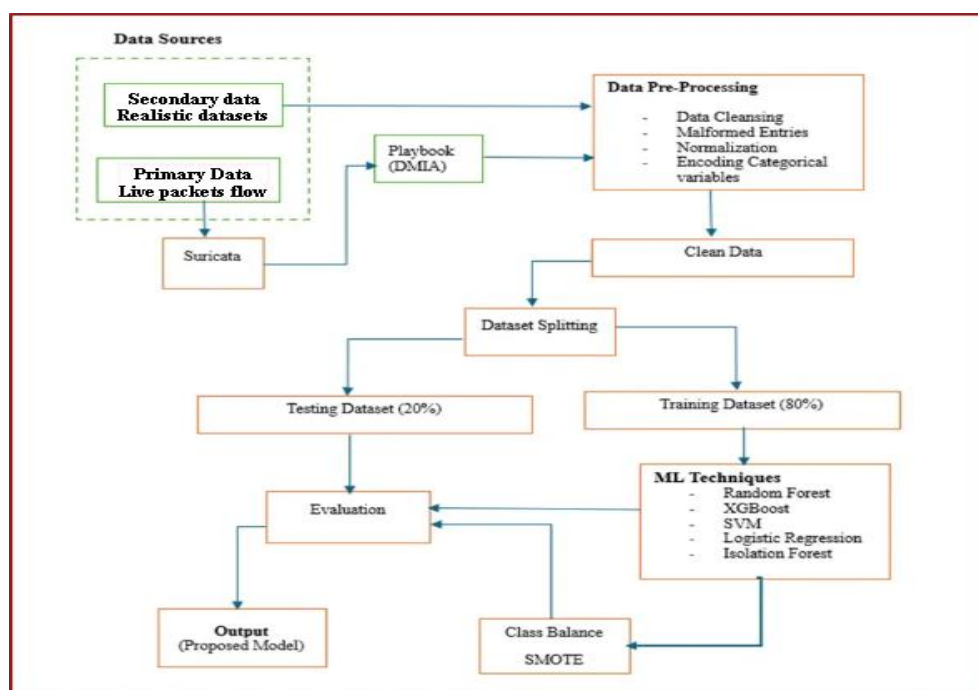 Data Sources
Secondary data
Realistic datasets
Primary Data
Live packets flow
Suricata
Playbook
(DMIA)
Data Pre-Processing
- Data Cleansing
- Malformed Entries
- Normalization
- Encoding Categorical
variables
Clean Data
Dataset Splitting
Testing Dataset (20%)
Training Dataset (80%)
ML Techniques
- Random Forest
- XGBoost
- SVM
- Logistic Regression
- Isolation Forest
Evaluation
Class Balance
SMOTE
Output
(Proposed Model)